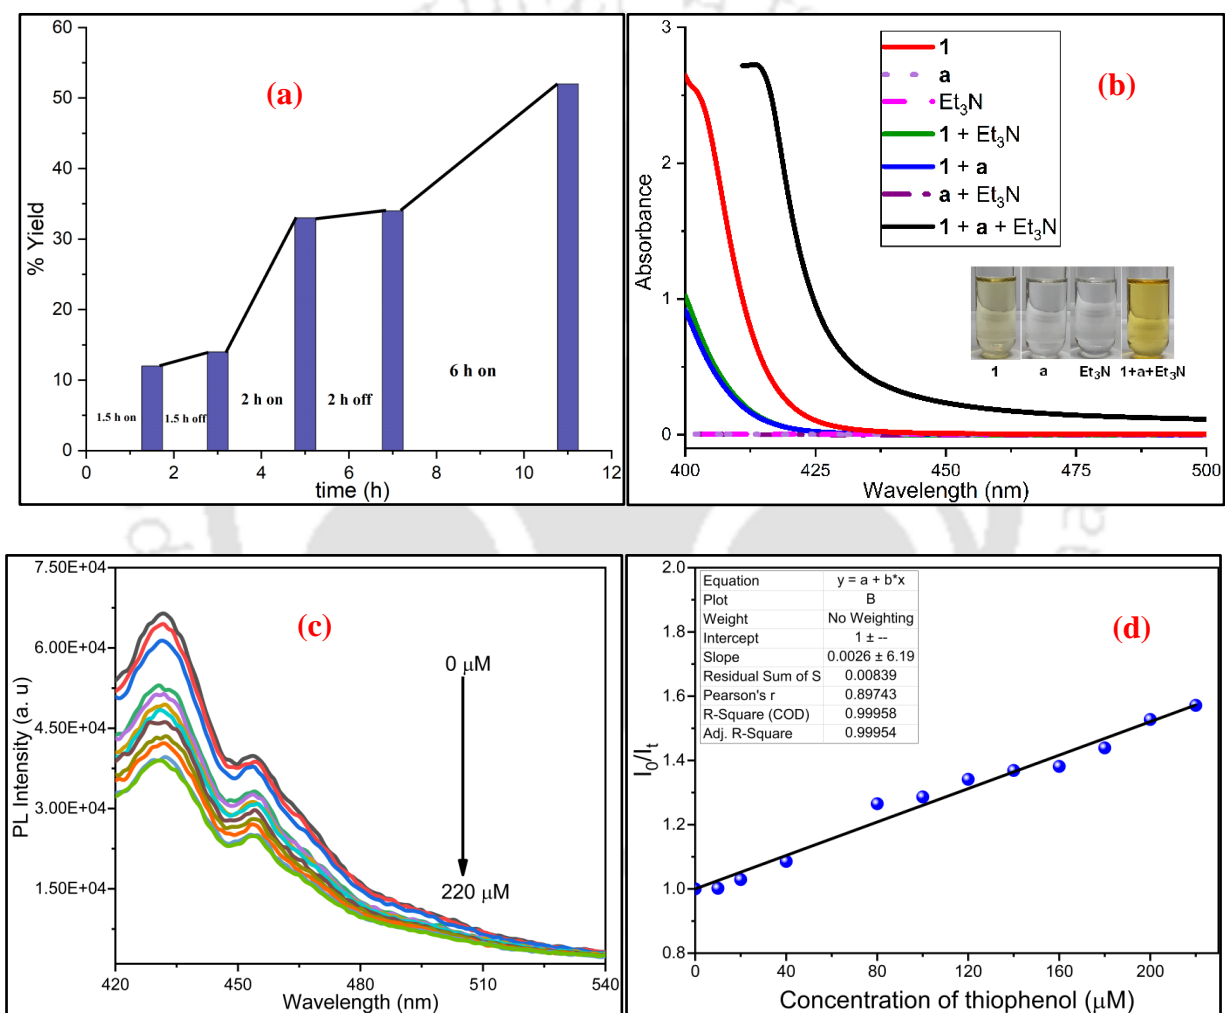 (a)
% Yield
60
50
40
30
20
10
0
1.5 h on
1.5 h off
2 h on
2 h off
6 h on
0 2 4 6 8 10 12
time (h)
(b)
Absorbance
3
2
1
0
1
a
Et₃N
1 + Et₃N
1 + a
a + Et₃N
1 + a + Et₃N
1 a Et₃N 1+a+Et₃N
400 425 450 475 500
Wavelength (nm)
(c)
PL Intensity (a. u)
7.50E+04
6.00E+04
4.50E+04
3.00E+04
1.50E+04
0 μM
220 μM
420 450 480 510 540
Wavelength (nm)
(d)
I₀/Iₜ
2.0
1.8
1.6
1.4
1.2
1.0
0.8
Equation y = a + b*x
Plot B
Weight No Weighting
Intercept 1 ± --
Slope 0.0026 ± 6.19
Residual Sum of S 0.00839
Pearson's r 0.89743
R-Square (COD) 0.99958
Adj. R-Square 0.99954
0 40 80 120 160 200
Concentration of thiophenol (μM)